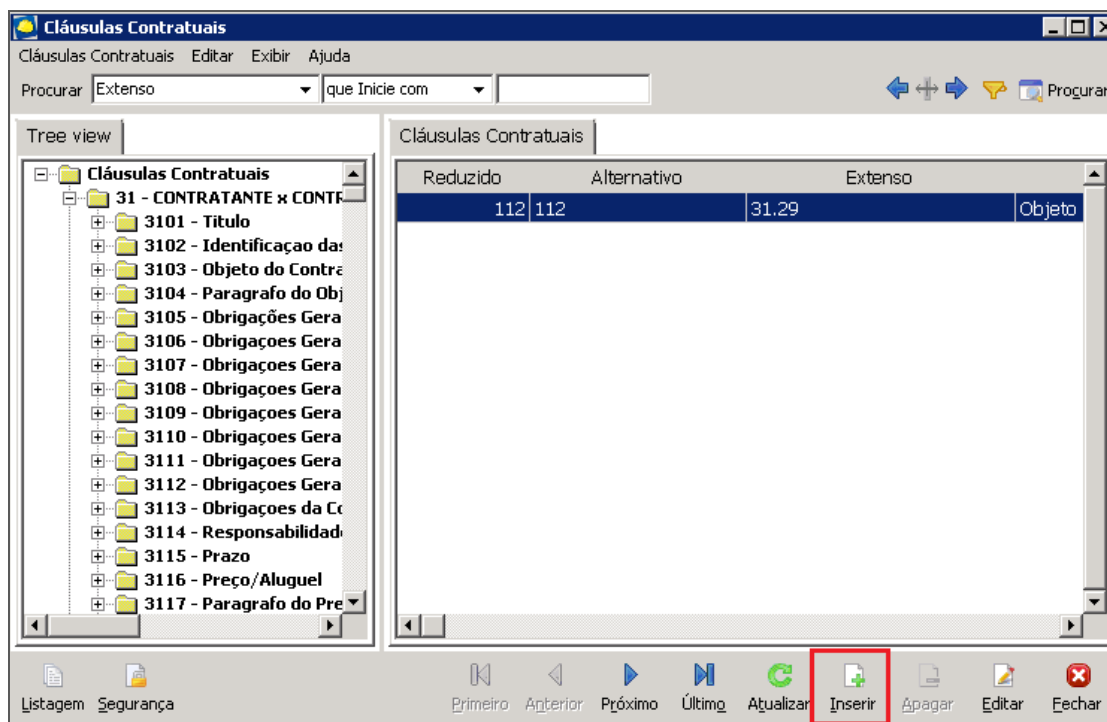 Cláusulas Contratuais
Cláusulas Contratuais Editar Exibir Ajuda
Procurar Extenso que Inicie com Procurar
Tree view
Cláusulas Contratuais
31 - CONTRATANTE x CONTR
3101 - Titulo
3102 - Identificaçao das
3103 - Objeto do Contra
3104 - Paragrafo do Obj
3105 - Obrigações Gera
3106 - Obrigaçoes Gera
3107 - Obrigaçoes Gera
3108 - Obrigaçoes Gera
3109 - Obrigaçoes Gera
3110 - Obrigaçoes Gera
3111 - Obrigaçoes Gera
3112 - Obrigaçoes Gera
3113 - Obrigaçoes da Co
3114 - Responsabilidade
3115 - Prazo
3116 - Preço/Aluguel
3117 - Paragrafo do Pre
Cláusulas Contratuais
Reduzido Alternativo Extenso
112 112 31.29 Objeto
Listagem Segurança Primeiro Anterior Próximo Último Atualizar Inserir Apagar Editar Fechar